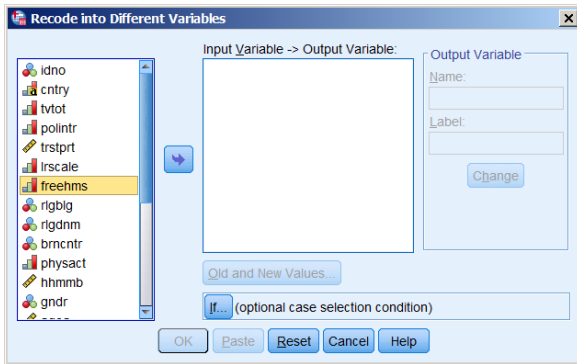 Recode into Different Variables
Input Variable -> Output Variable:
Output Variable
Name:
Label:
Change
idno
cntry
tvtot
polintr
trstprt
lrscale
freehms
rlgblg
rlgdnm
brncntr
physact
hhmmb
gndr
Old and New Values...
If... (optional case selection condition)
OK Paste Reset Cancel Help